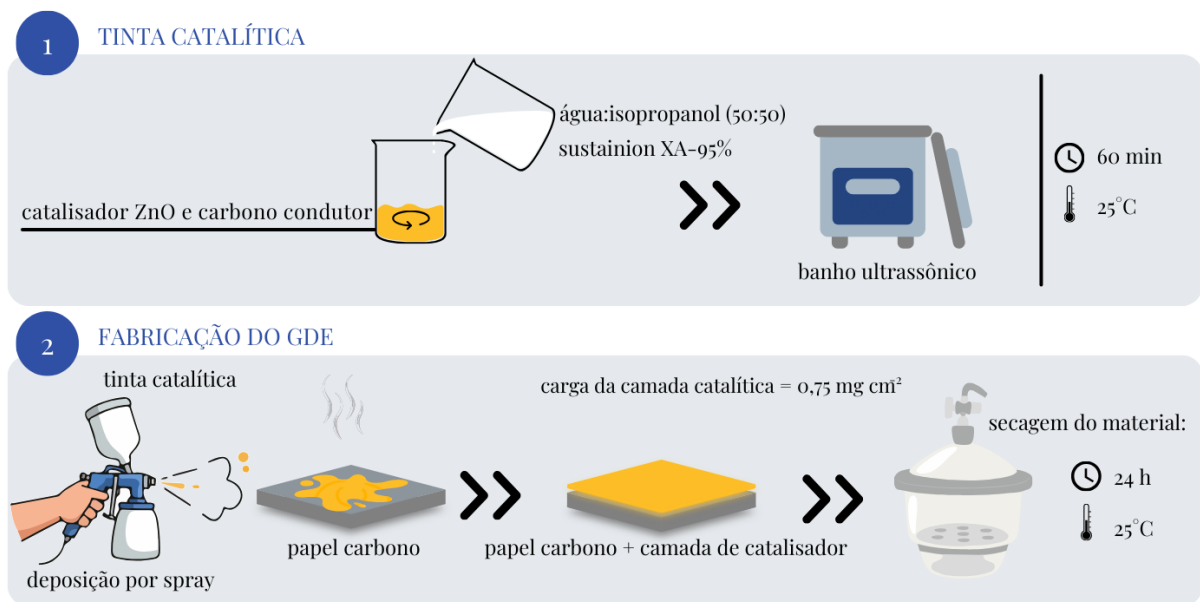 1
TINTA CATALÍTICA
água:isopropanol (50:50)
sustainion XA-95%
catalisador ZnO e carbono condutor
banho ultrassônico
60 min
25°C
2
FABRICAÇÃO DO GDE
tinta catalítica
deposição por spray
papel carbono
carga da camada catalítica = 0,75 mg cm⁻²
papel carbono + camada de catalisador
secagem do material:
24 h
25°C